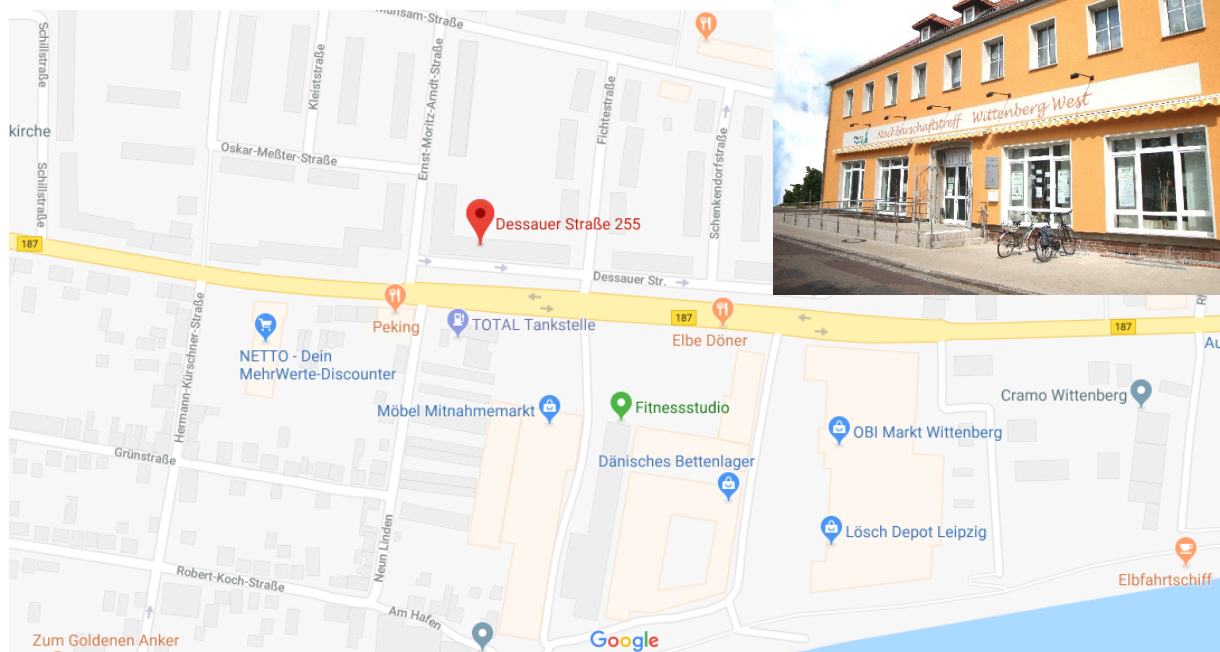 Schillstraße
Kleiststraße
Ernst-Moritz-Arndt-Straße
Mühsam-Straße
Fichtestraße
Schenkendorfstraße
Nachbarschaftstreff Wittenberg West
kirche
Oskar-Meßter-Straße
Schillstraße
Dessauer Straße 255
187
Dessauer Str.
Peking
TOTAL Tankstelle
187
Elbe Döner
187
NETTO - Dein
MehrWerte-Discounter
Hermann-Kürschner-Straße
Möbel Mitnahmemarkt
Fitnessstudio
Cramo Wittenberg
OBI Markt Wittenberg
Grünstraße
Dänisches Bettenlager
Neun Linden
Lösch Depot Leipzig
Robert-Koch-Straße
Elbfahrtschiff
Am Hafen
Zum Goldenen Anker
Google